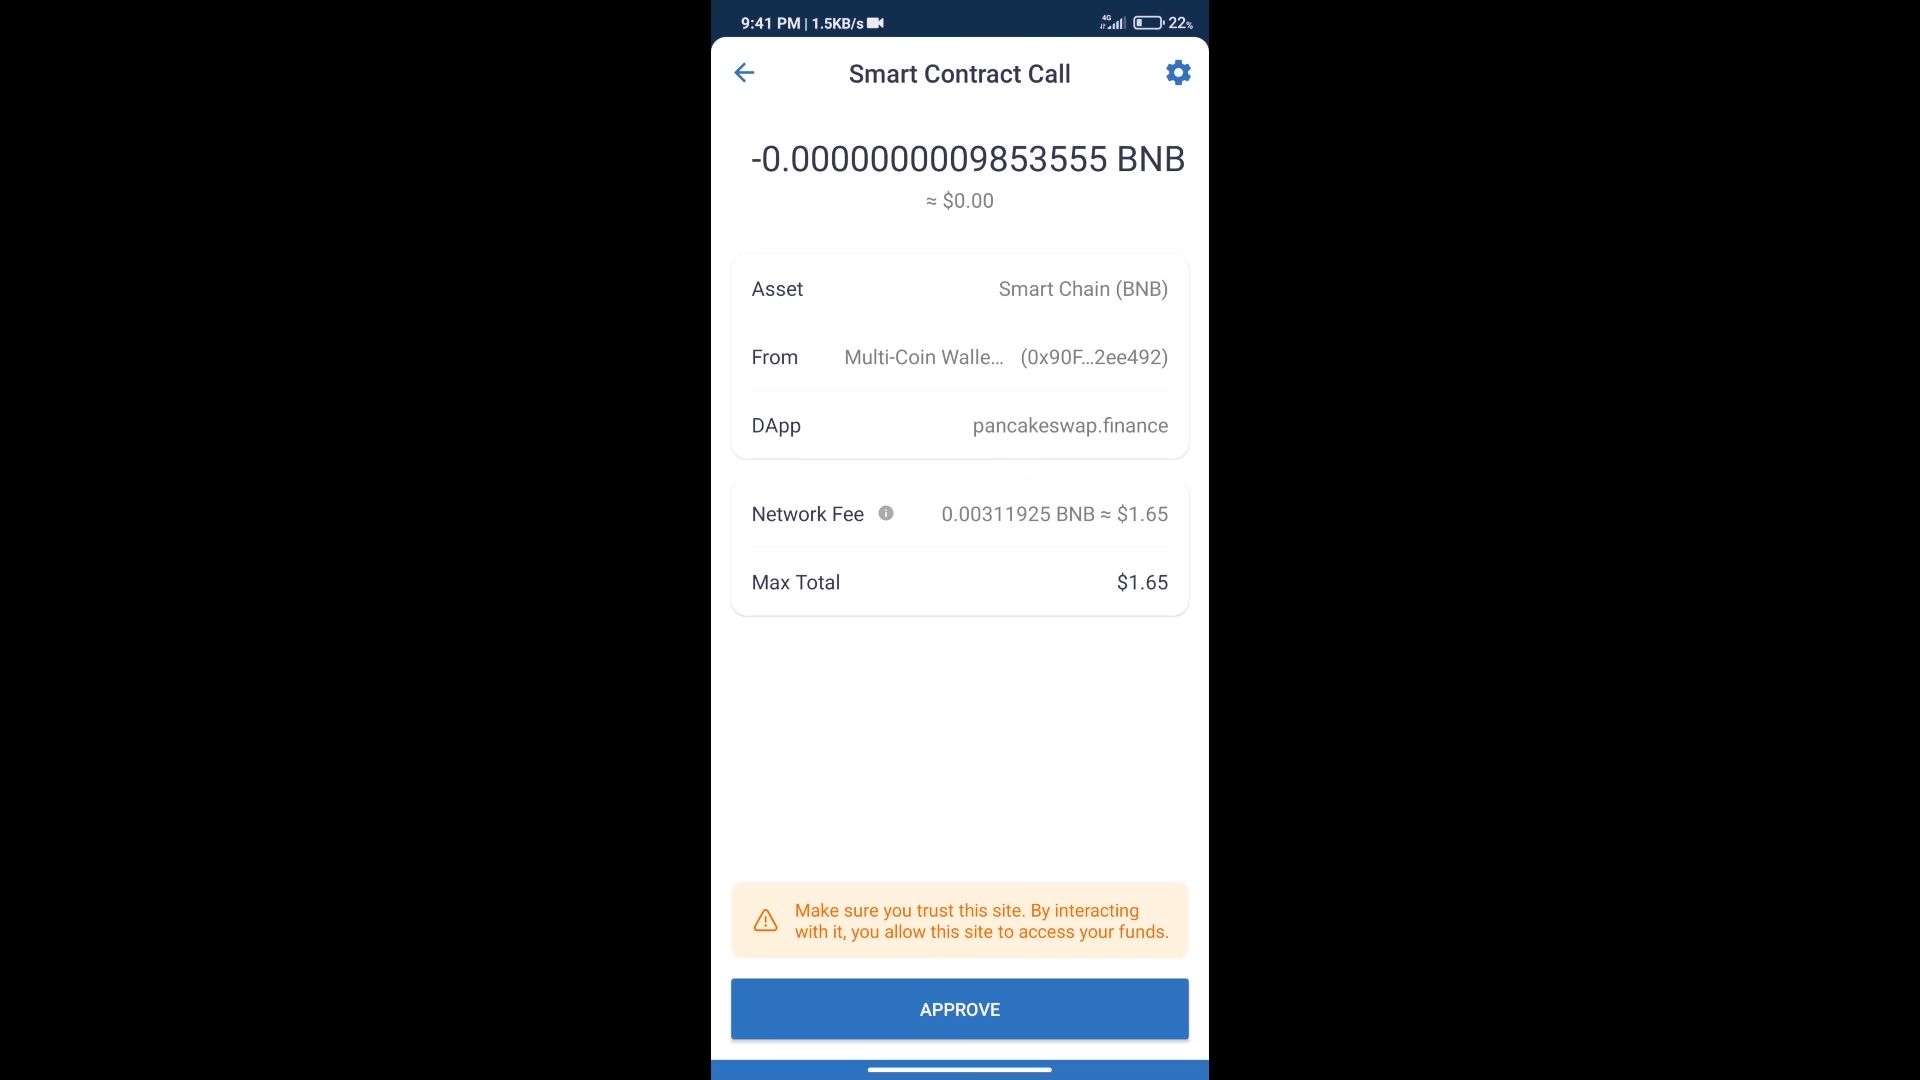 9:41 PM | 1.5KB/s 4G 22%
Smart Contract Call
-0.0000000009853555 BNB
≈ $0.00
Asset Smart Chain (BNB)
From Multi-Coin Walle... (0x90F...2ee492)
DApp pancakeswap.finance
Network Fee 0.00311925 BNB ≈ $1.65
Max Total $1.65
Make sure you trust this site. By interacting
with it, you allow this site to access your funds.
APPROVE